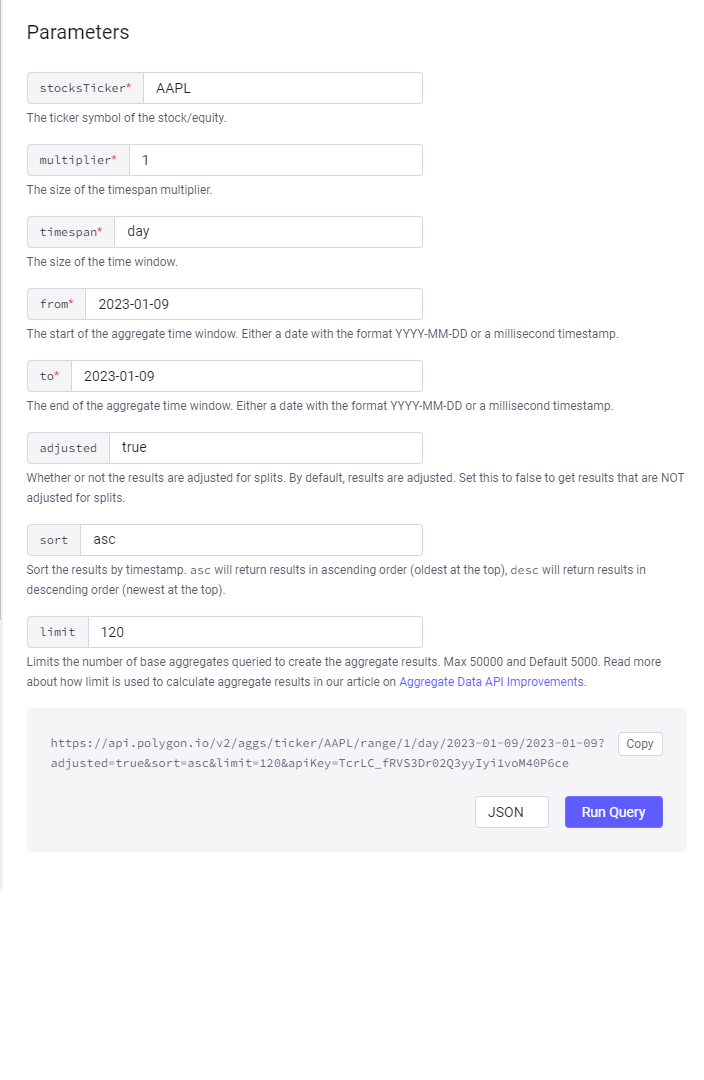 Parameters
stocksTicker* AAPL
The ticker symbol of the stock/equity.
multiplier* 1
The size of the timespan multiplier.
timespan* day
The size of the time window.
from* 2023-01-09
The start of the aggregate time window. Either a date with the format YYYY-MM-DD or a millisecond timestamp.
to* 2023-01-09
The end of the aggregate time window. Either a date with the format YYYY-MM-DD or a millisecond timestamp.
adjusted true
Whether or not the results are adjusted for splits. By default, results are adjusted. Set this to false to get results that are NOT
adjusted for splits.
sort asc
Sort the results by timestamp. asc will return results in ascending order (oldest at the top), desc will return results in
descending order (newest at the top).
limit 120
Limits the number of base aggregates queried to create the aggregate results. Max 50000 and Default 5000. Read more
about how limit is used to calculate aggregate results in our article on Aggregate Data API Improvements.
https://api.polygon.io/v2/aggs/ticker/AAPL/range/1/day/2023-01-09/2023-01-09? Copy
adjusted=true&sort=asc&limit=120&apiKey=TcrLC_fRVS3Dr02Q3yyIyi1voM40P6ce
JSON Run Query